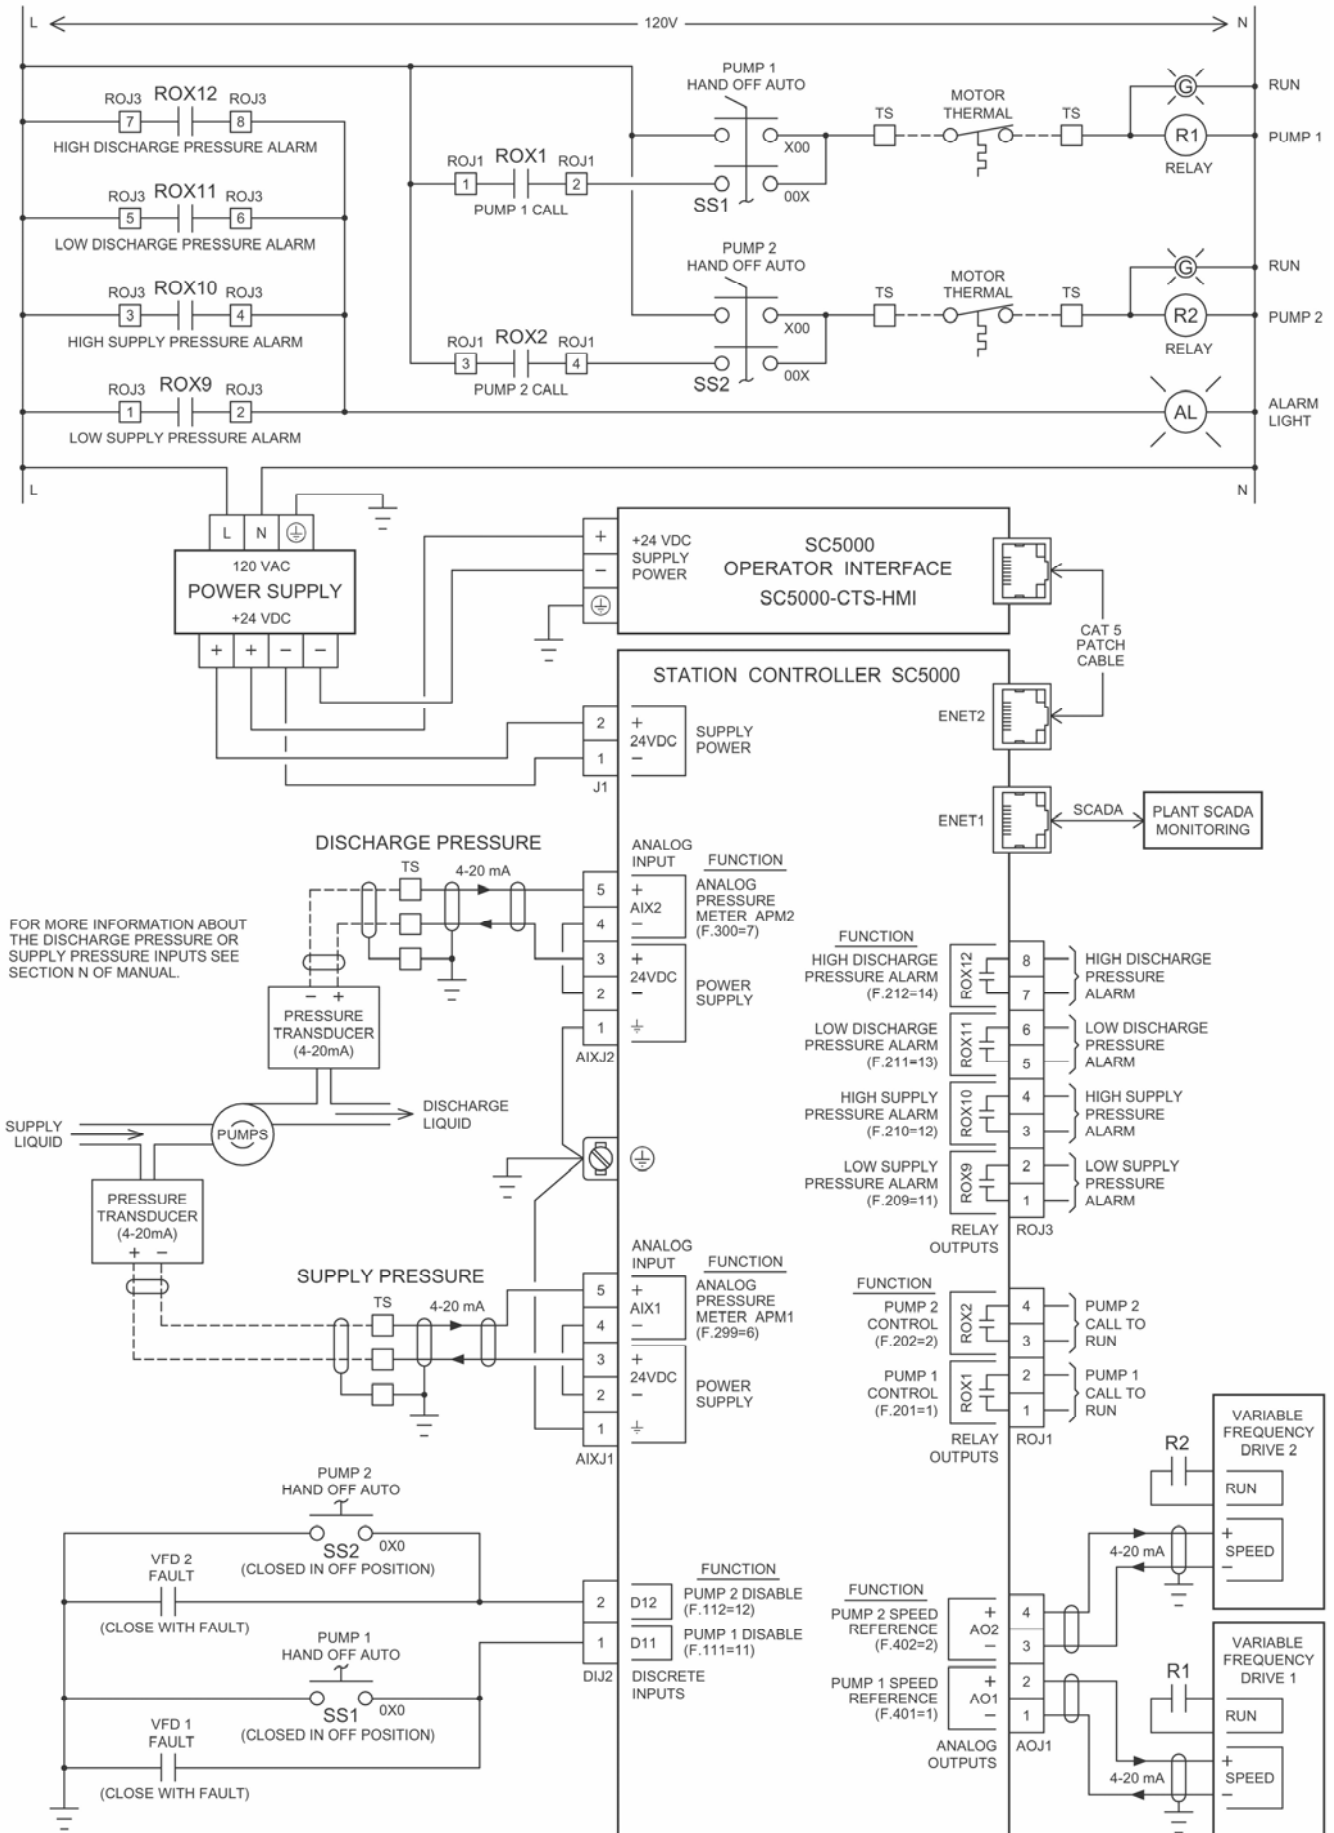 L
120V
N
PUMP 1
HAND OFF AUTO
MOTOR
THERMAL
TS
TS
G
RUN
ROJ3 ROX12 ROJ3
7
8
HIGH DISCHARGE PRESSURE ALARM
X00
R1
PUMP 1
RELAY
ROJ1 ROX1 ROJ1
1
2
PUMP 1 CALL
SS1
00X
ROJ3 ROX11 ROJ3
5
6
LOW DISCHARGE PRESSURE ALARM
PUMP 2
HAND OFF AUTO
MOTOR
THERMAL
TS
TS
G
RUN
ROJ3 ROX10 ROJ3
3
4
HIGH SUPPLY PRESSURE ALARM
X00
R2
PUMP 2
RELAY
ROJ1 ROX2 ROJ1
3
4
PUMP 2 CALL
SS2
00X
ROJ3 ROX9 ROJ3
1
2
LOW SUPPLY PRESSURE ALARM
AL
ALARM
LIGHT
L
N
L
N
120 VAC
POWER SUPPLY
+24 VDC
+
+
−
−
+
−
+24 VDC
SUPPLY
POWER
SC5000
OPERATOR INTERFACE
SC5000-CTS-HMI
CAT 5
PATCH
CABLE
STATION CONTROLLER SC5000
ENET2
2
1
J1
+
24VDC
−
SUPPLY
POWER
ENET1
SCADA
PLANT SCADA
MONITORING
DISCHARGE PRESSURE
TS
4-20 mA
ANALOG
INPUT
FUNCTION
5
4
3
2
1
AIXJ2
+
AIX2
−
ANALOG
PRESSURE
METER APM2
(F.300=7)
+
24VDC
−
POWER
SUPPLY
FOR MORE INFORMATION ABOUT
THE DISCHARGE PRESSURE OR
SUPPLY PRESSURE INPUTS SEE
SECTION N OF MANUAL.
− +
PRESSURE
TRANSDUCER
(4-20mA)
FUNCTION
HIGH DISCHARGE
PRESSURE ALARM
(F.212=14)
ROX12
8
7
HIGH DISCHARGE
PRESSURE
ALARM
LOW DISCHARGE
PRESSURE ALARM
(F.211=13)
ROX11
6
5
LOW DISCHARGE
PRESSURE
ALARM
HIGH SUPPLY
PRESSURE ALARM
(F.210=12)
ROX10
4
3
HIGH SUPPLY
PRESSURE
ALARM
LOW SUPPLY
PRESSURE ALARM
(F.209=11)
ROX9
2
1
LOW SUPPLY
PRESSURE
ALARM
RELAY
OUTPUTS
ROJ3
SUPPLY
LIQUID
PUMPS
DISCHARGE
LIQUID
PRESSURE
TRANSDUCER
(4-20mA)
+ −
SUPPLY PRESSURE
TS
4-20 mA
ANALOG
INPUT
FUNCTION
5
4
3
2
1
AIXJ1
+
AIX1
−
ANALOG
PRESSURE
METER APM1
(F.299=6)
+
24VDC
−
POWER
SUPPLY
FUNCTION
PUMP 2
CONTROL
(F.202=2)
ROX2
4
3
PUMP 2
CALL TO
RUN
PUMP 1
CONTROL
(F.201=1)
ROX1
2
1
PUMP 1
CALL TO
RUN
RELAY
OUTPUTS
ROJ1
VARIABLE
FREQUENCY
DRIVE 2
R2
RUN
4-20 mA
+
SPEED
−
PUMP 2
HAND OFF AUTO
SS2
0X0
(CLOSED IN OFF POSITION)
VFD 2
FAULT
(CLOSE WITH FAULT)
PUMP 1
HAND OFF AUTO
SS1
0X0
(CLOSED IN OFF POSITION)
VFD 1
FAULT
(CLOSE WITH FAULT)
FUNCTION
2
D12
PUMP 2 DISABLE
(F.112=12)
1
D11
PUMP 1 DISABLE
(F.111=11)
DIJ2
DISCRETE
INPUTS
FUNCTION
PUMP 2 SPEED
REFERENCE
(F.402=2)
+
AO2
−
4
3
PUMP 1 SPEED
REFERENCE
(F.401=1)
+
AO1
−
2
1
ANALOG
OUTPUTS
AOJ1
VARIABLE
FREQUENCY
DRIVE 1
R1
RUN
4-20 mA
+
SPEED
−